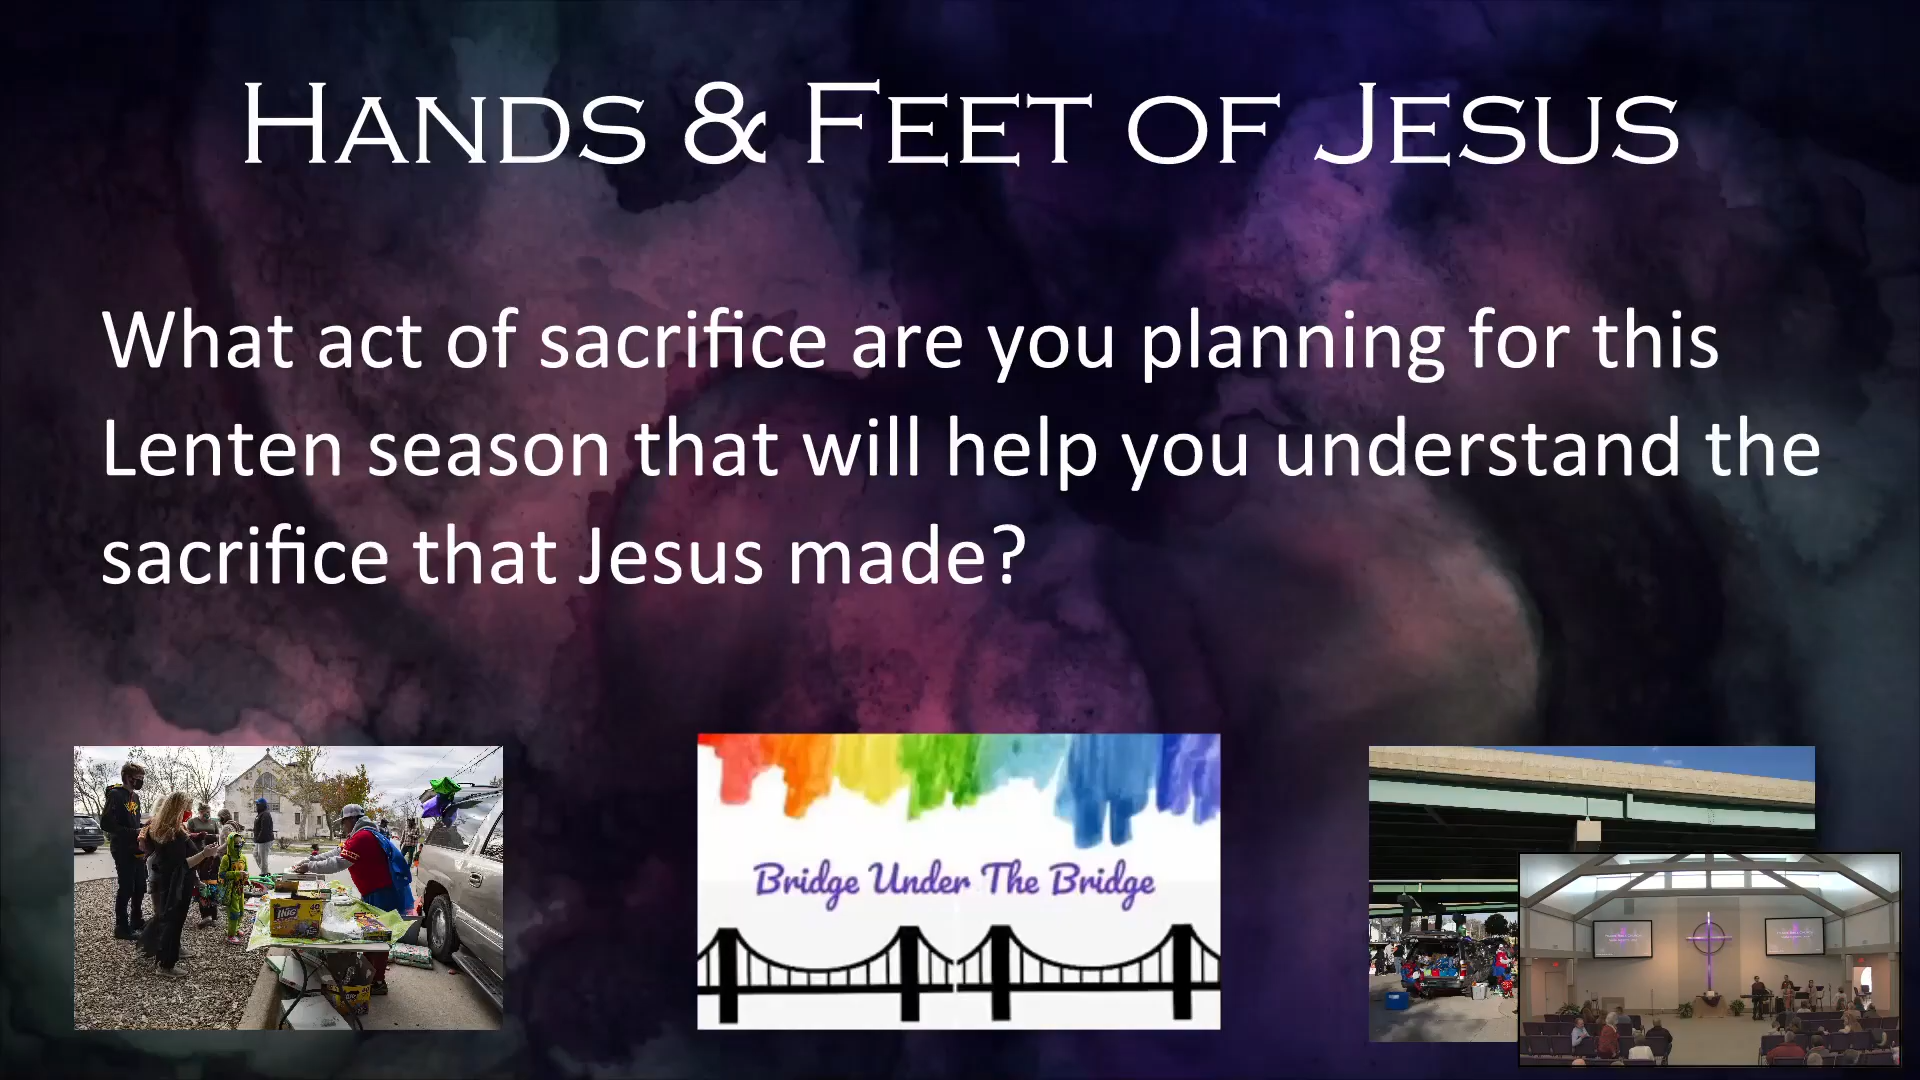 Hands & Feet of Jesus
What act of sacrifice are you planning for this
Lenten season that will help you understand the
sacrifice that Jesus made?
Bridge Under The Bridge